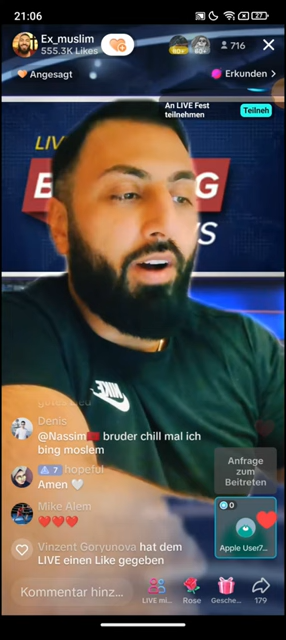 21:06
27
Ex_muslim
555.3K Likes
716
Angesagt
Erkunden
An LIVE Fest
teilnehmen
Teilneh
Denis
@Nassim bruder chill mal ich
bing moslem
7 hopeful
Amen
Mike Alem
Vinzent Goryunova hat dem
LIVE einen Like gegeben
Anfrage
zum
Beitreten
0
Apple User7...
Kommentar hinz...
LIVE mi...
Rose
Gesche...
179